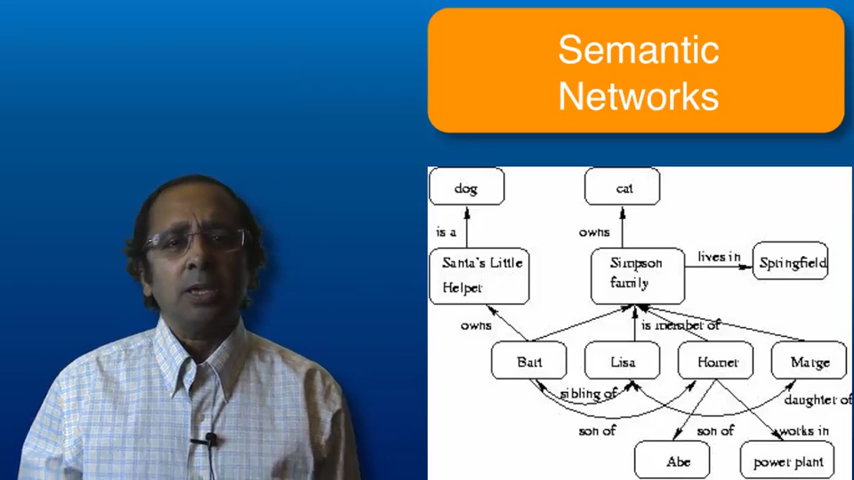 Semantic
Networks
dog
cat
is a
owns
lives in
Santa's Little
Helper
Simpson
family
Springfield
owns
is member of
Bart
Lisa
Homer
Marge
sibling of
daughter of
son of
son of
works in
Abe
power plant